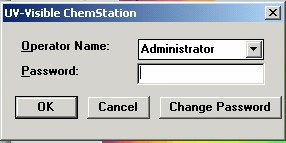 UV-Visible ChemStation
Operator Name: Administrator
Password:
OK Cancel Change Password